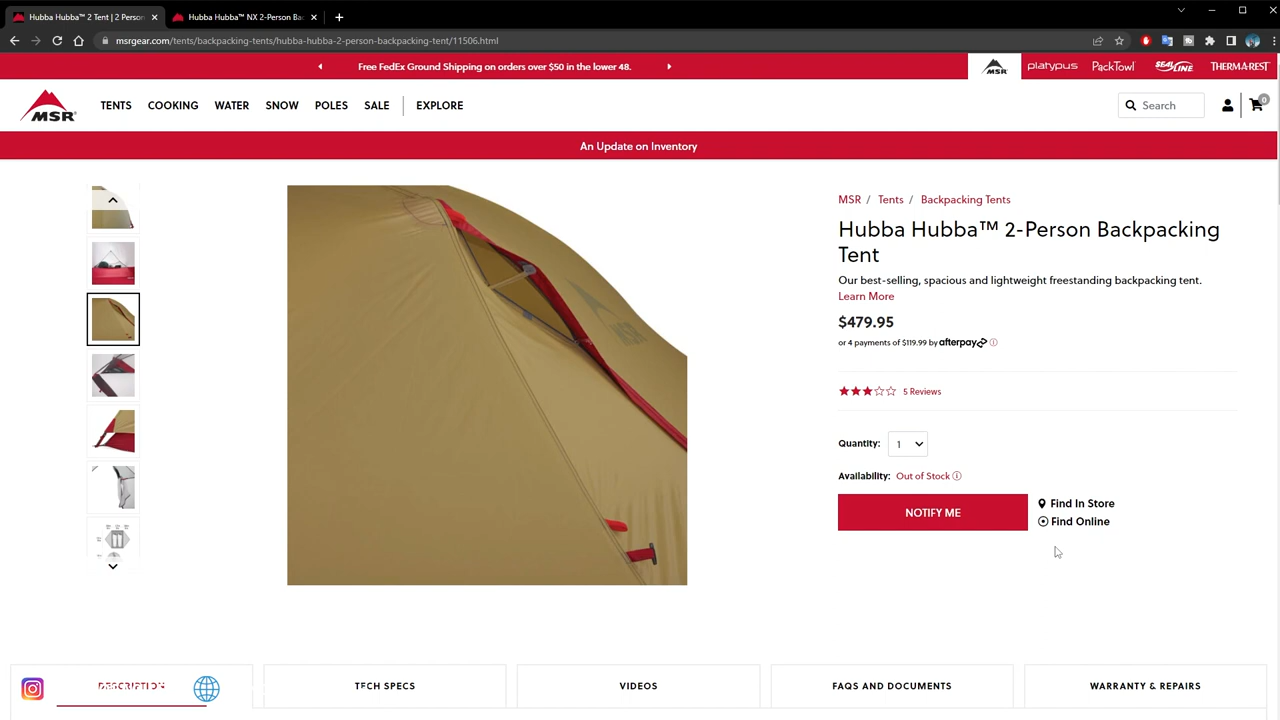 Hubba Hubba™ 2 Tent | 2 Person
Hubba Hubba™ NX 2-Person Bac
msrgear.com/tents/backpacking-tents/hubba-hubba-2-person-backpacking-tent/11506.html
Free FedEx Ground Shipping on orders over $50 in the lower 48.
MSR
platypus
PACKTOWL
SEALLINE
THERMAREST
MSR
TENTS
COOKING
WATER
SNOW
POLES
SALE
EXPLORE
Search
0
An Update on Inventory
MSR / Tents / Backpacking Tents
Hubba Hubba™ 2-Person Backpacking
Tent
Our best-selling, spacious and lightweight freestanding backpacking tent.
Learn More
$479.95
or 4 payments of $119.99 by afterpay
5 Reviews
Quantity: 1
Availability: Out of Stock
NOTIFY ME
Find In Store
Find Online
DESCRIPTION
TECH SPECS
VIDEOS
FAQS AND DOCUMENTS
WARRANTY & REPAIRS